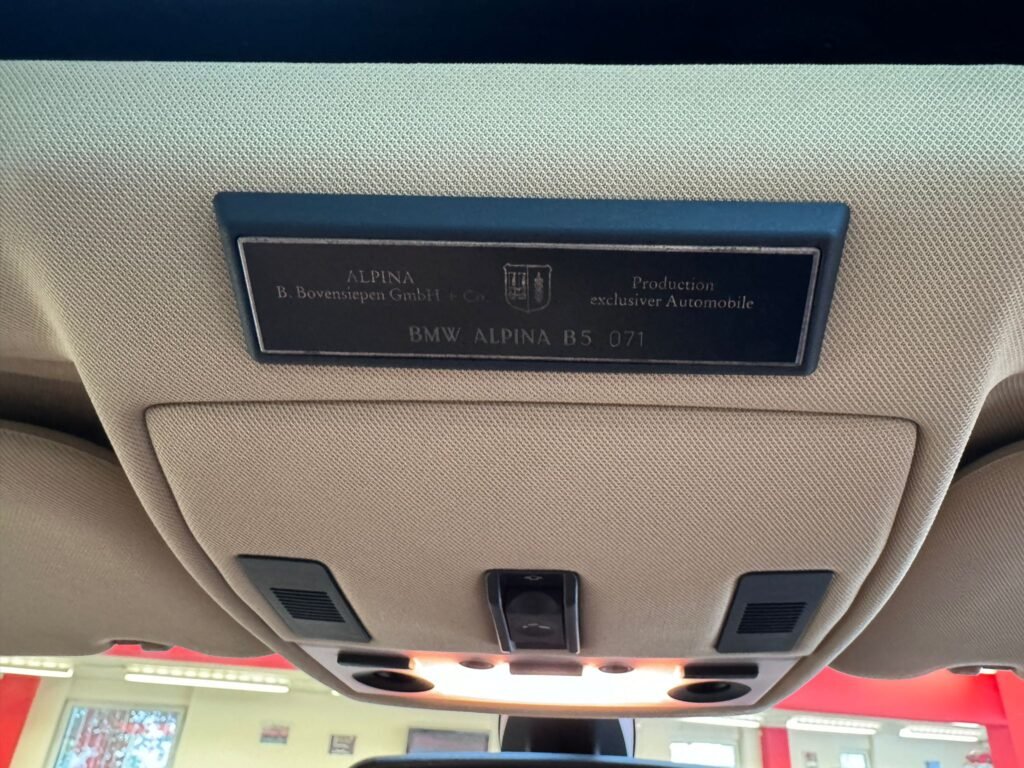 ALPINA
B. Bovensiepen GmbH + Co.
Production
exclusiver Automobile
BMW ALPINA B5 071